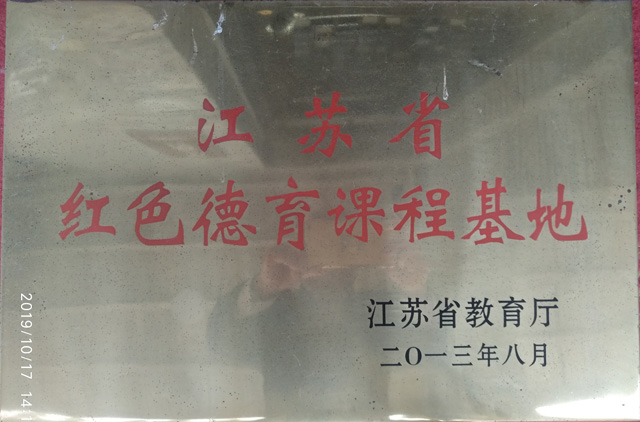 江苏省
红色德育课程基地
江苏省教育厅
二〇一三年八月
2019/10/17